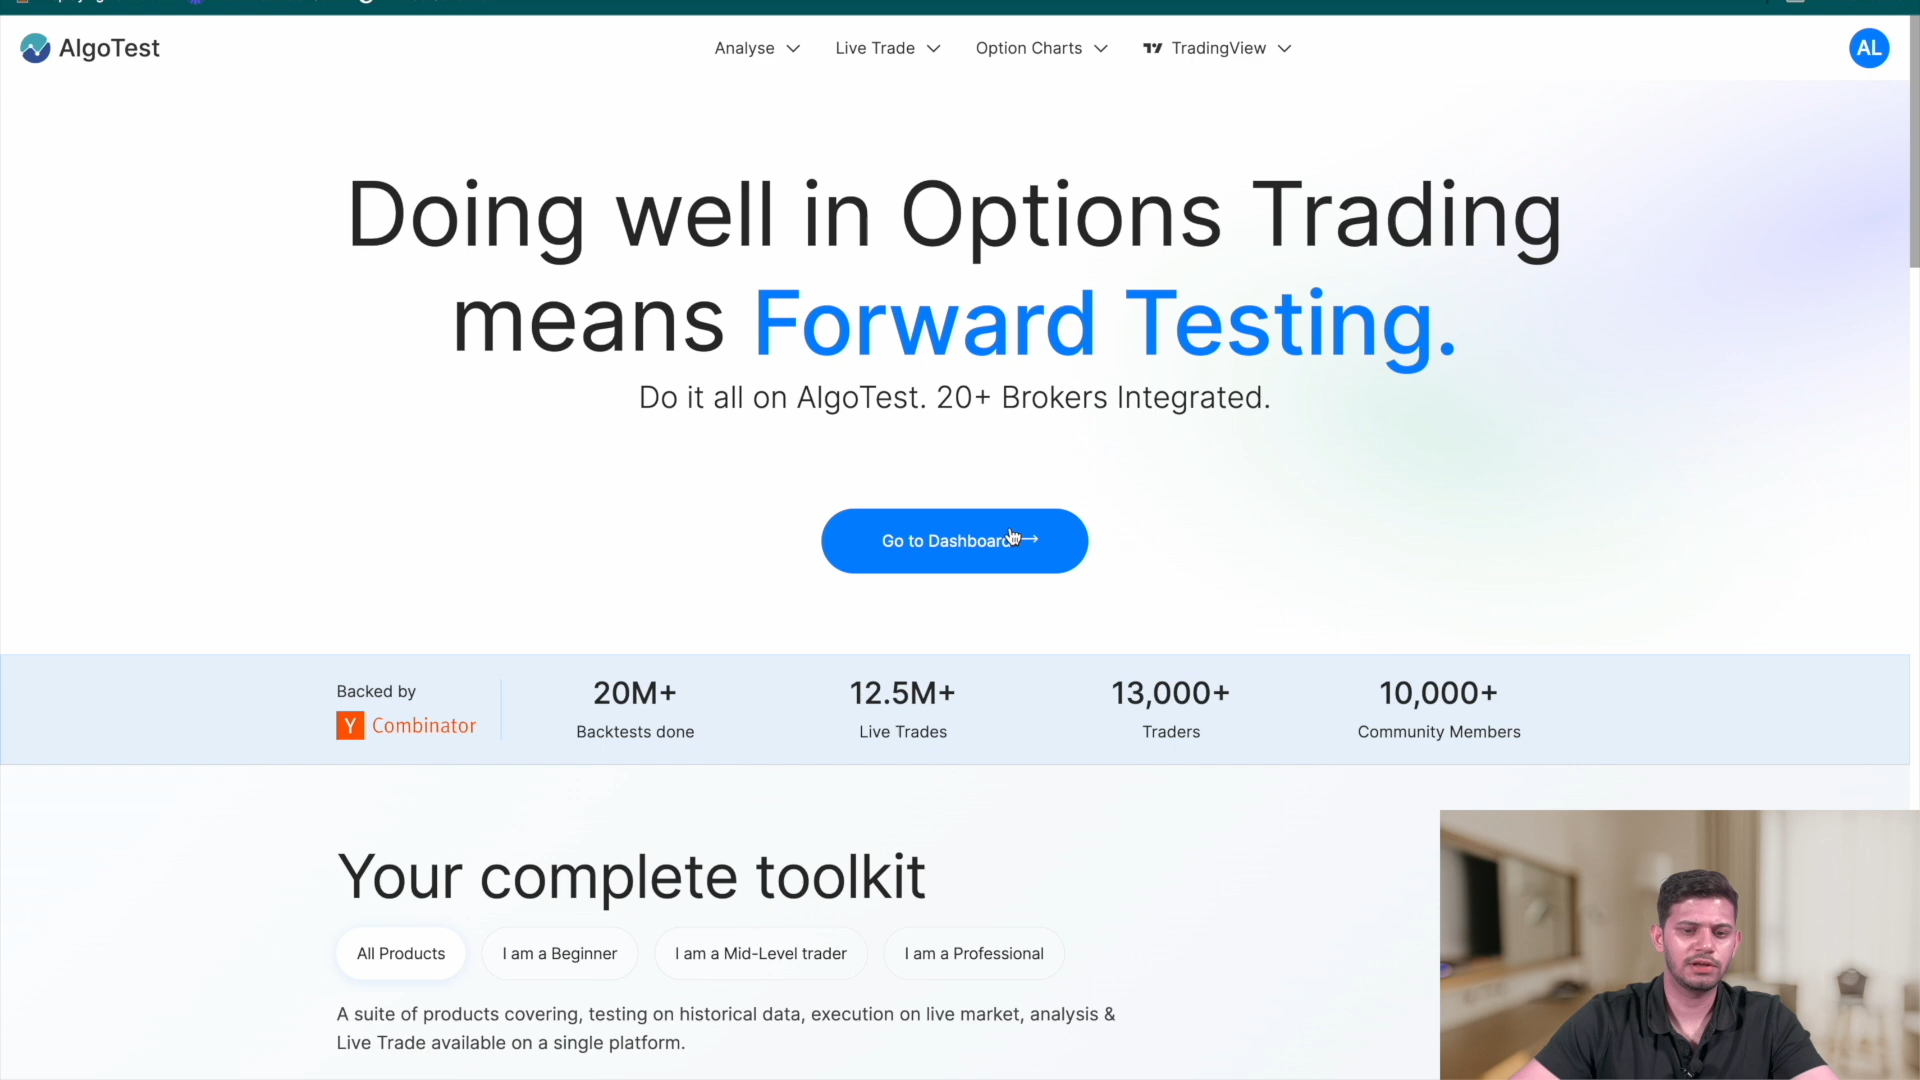 AlgoTest
Analyse
Live Trade
Option Charts
TradingView
AL
Doing well in Options Trading
means Forward Testing.
Do it all on AlgoTest. 20+ Brokers Integrated.
Go to Dashboard
Backed by
Y Combinator
20M+
Backtests done
12.5M+
Live Trades
13,000+
Traders
10,000+
Community Members
Your complete toolkit
All Products
I am a Beginner
I am a Mid-Level trader
I am a Professional
A suite of products covering, testing on historical data, execution on live market, analysis &
Live Trade available on a single platform.